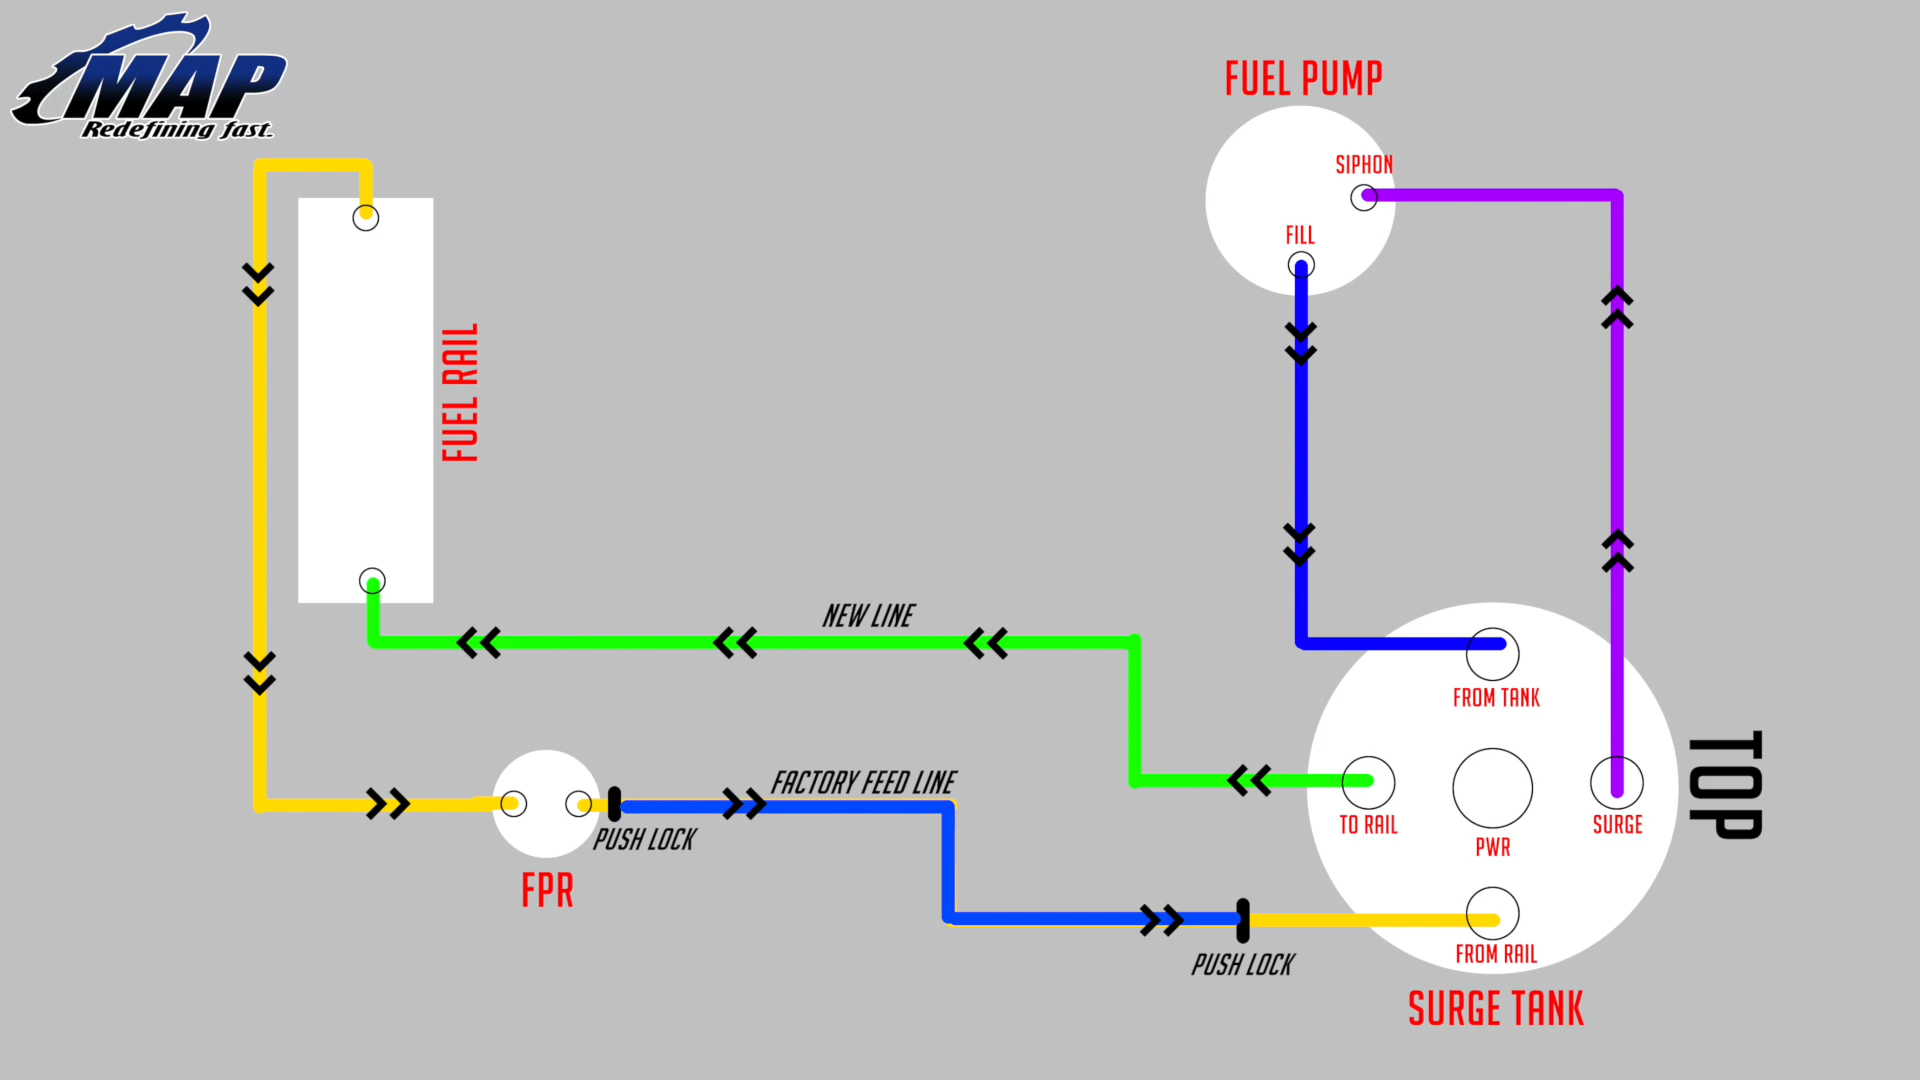 MAP
Redefining fast.
FUEL PUMP
SIPHON
FILL
FUEL RAIL
NEW LINE
FROM TANK
FACTORY FEED LINE
TO RAIL
PWR
SURGE
TOP
PUSH LOCK
FPR
FROM RAIL
PUSH LOCK
SURGE TANK